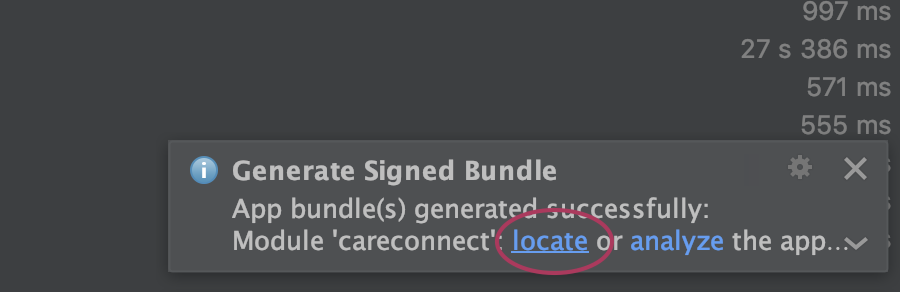 997 ms
27 s 386 ms
571 ms
555 ms
Generate Signed Bundle
App bundle(s) generated successfully:
Module 'careconnect': locate or analyze the app...